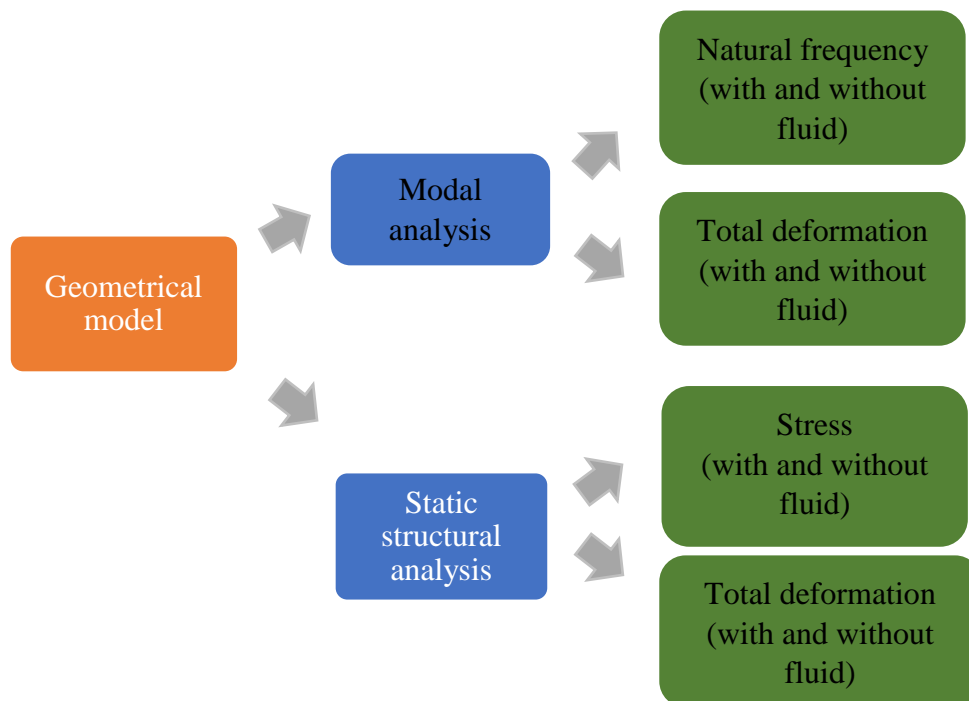 Geometrical
model
Modal
analysis
Natural frequency
(with and without
fluid)
Total deformation
(with and without
fluid)
Static
structural
analysis
Stress
(with and without
fluid)
Total deformation
(with and without
fluid)